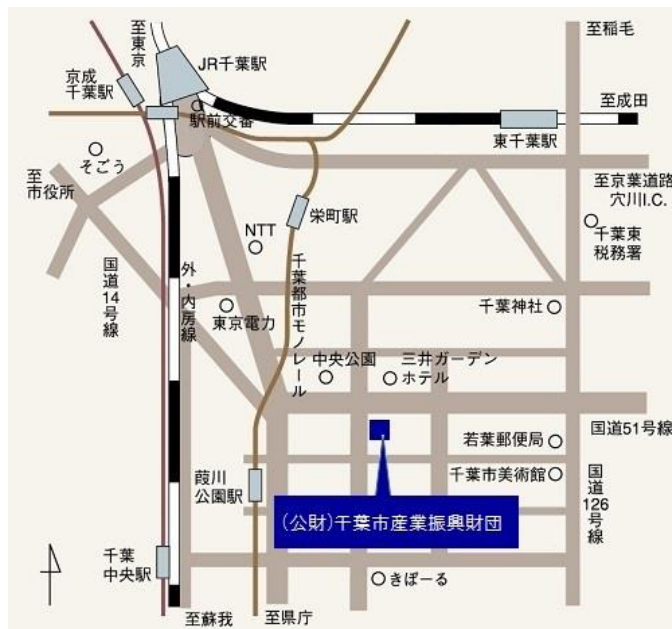 至東京
JR千葉駅
至稲毛
京成
千葉駅
至成田
駅前交番
東千葉駅
そごう
至
市役所
至京葉道路
穴川I.C.
栄町駅
千葉東
税務署
NTT
国道14号線
外・内房線
千葉都市モノレール
東京電力
千葉神社
中央公園
三井ガーデン
ホテル
国道51号線
若葉郵便局
千葉市美術館
国道126号線
葭川
公園駅
(公財)千葉市産業振興財団
千葉
中央駅
きぼーる
至蘇我
至県庁